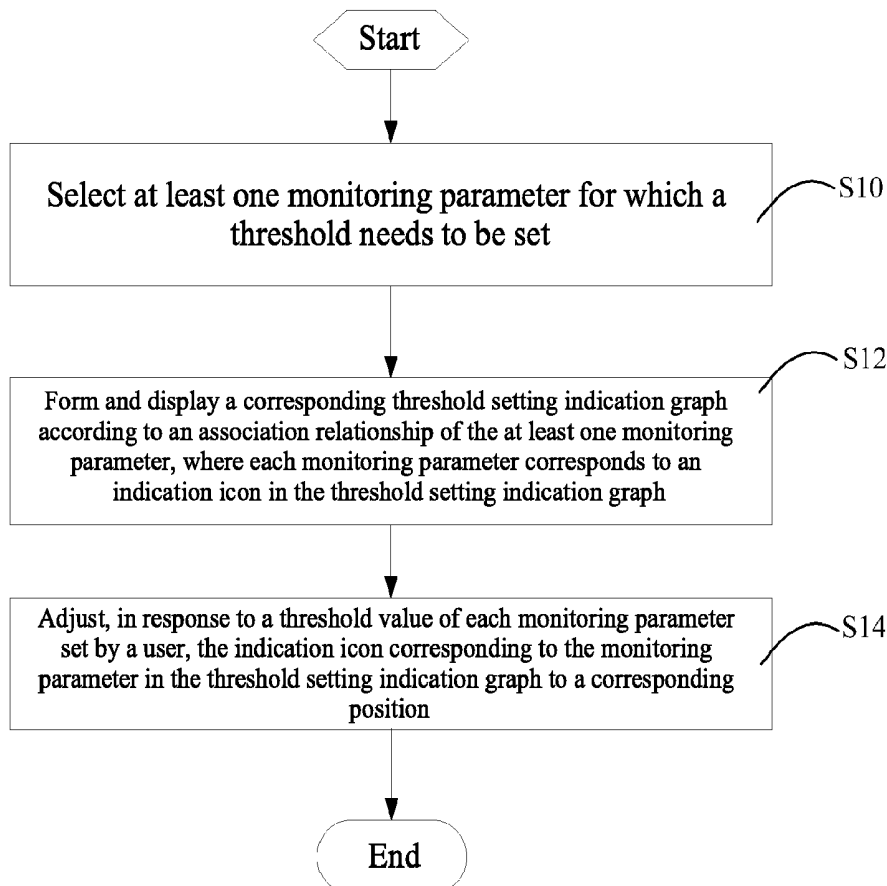 Start
Select at least one monitoring parameter for which a
threshold needs to be set
S10
Form and display a corresponding threshold setting indication graph
according to an association relationship of the at least one monitoring
parameter, where each monitoring parameter corresponds to an
indication icon in the threshold setting indication graph
S12
Adjust, in response to a threshold value of each monitoring parameter
set by a user, the indication icon corresponding to the monitoring
parameter in the threshold setting indication graph to a corresponding
position
S14
End